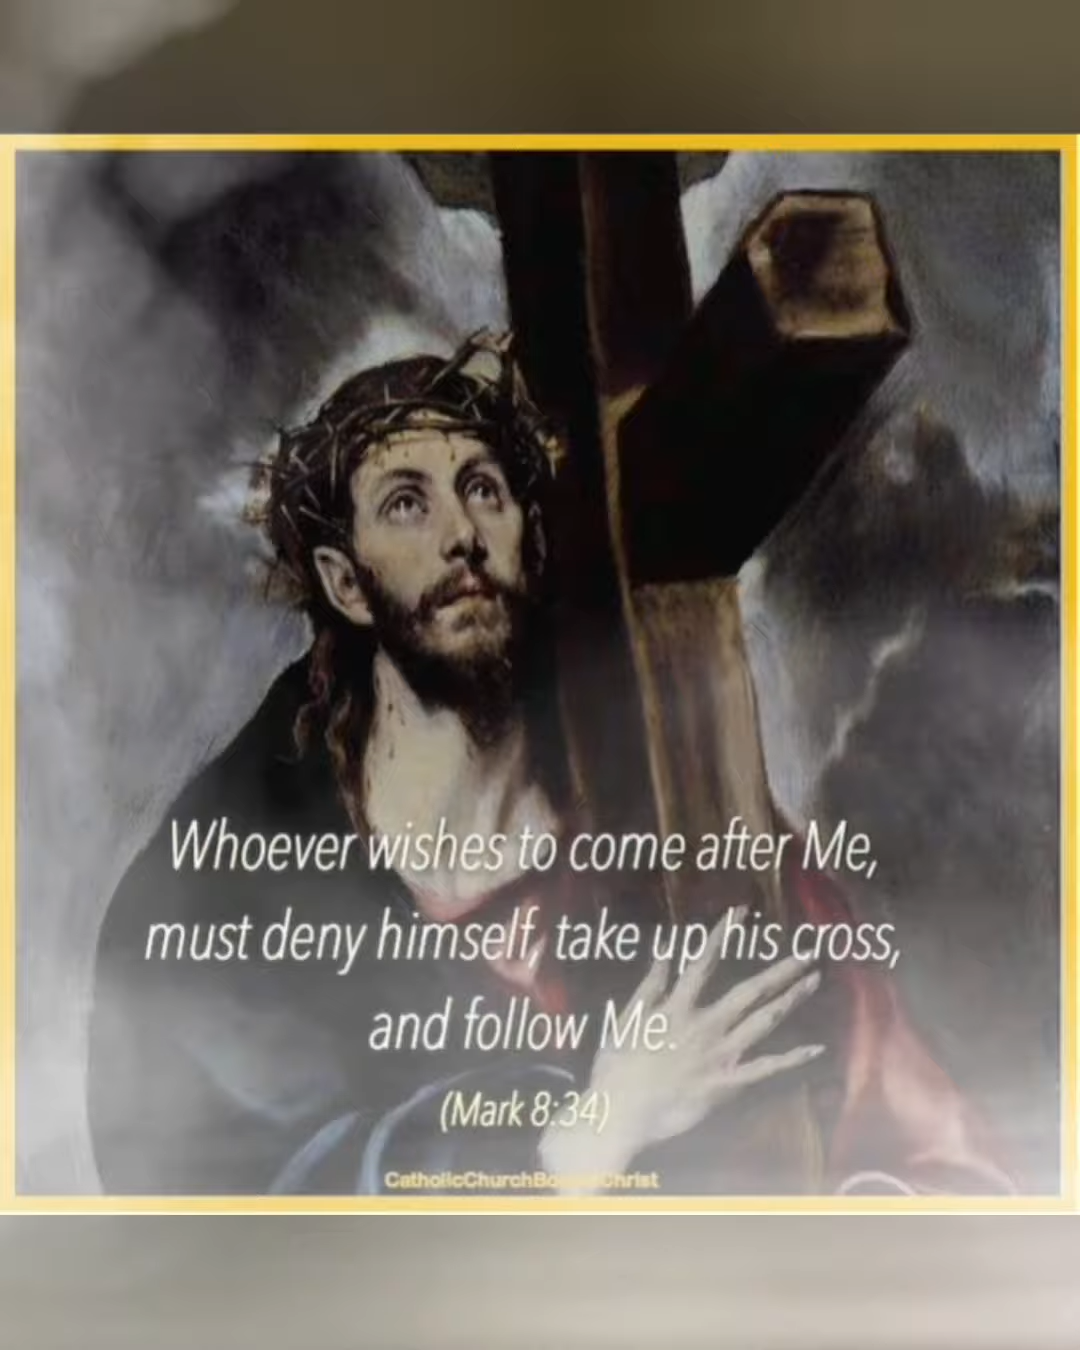 Whoever wishes to come after Me,
must deny himself, take up his cross,
and follow Me.
(Mark 8:34)